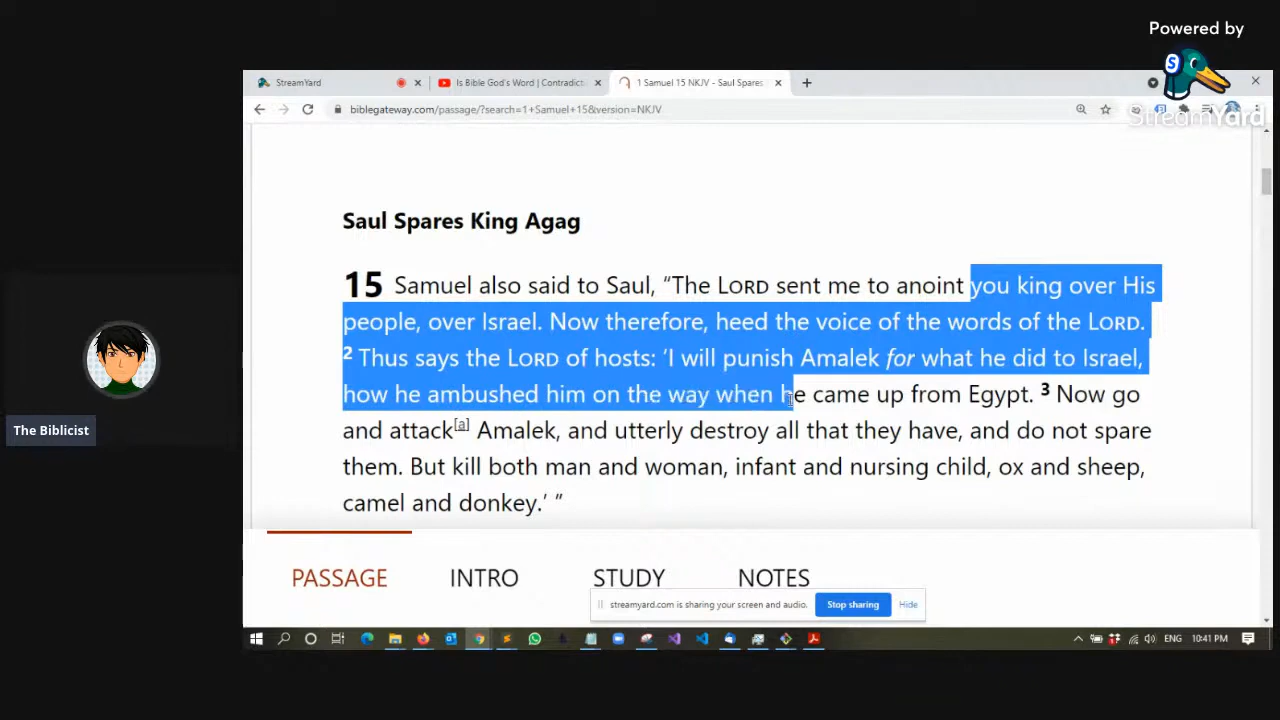 Powered by
StreamYard
StreamYard
Is Bible God's Word | Contradicti
1 Samuel 15 NKJV - Saul Spares
biblegateway.com/passage/?search=1+Samuel+15&version=NKJV
Saul Spares King Agag
15 Samuel also said to Saul, “The LORD sent me to anoint you king over His
people, over Israel. Now therefore, heed the voice of the words of the LORD.
2 Thus says the LORD of hosts: ‘I will punish Amalek for what he did to Israel,
how he ambushed him on the way when he came up from Egypt. 3 Now go
and attack[a] Amalek, and utterly destroy all that they have, and do not spare
them. But kill both man and woman, infant and nursing child, ox and sheep,
camel and donkey.’ ”
The Biblicist
PASSAGE INTRO STUDY NOTES
streamyard.com is sharing your screen and audio. Stop sharing Hide
ENG 10:41 PM